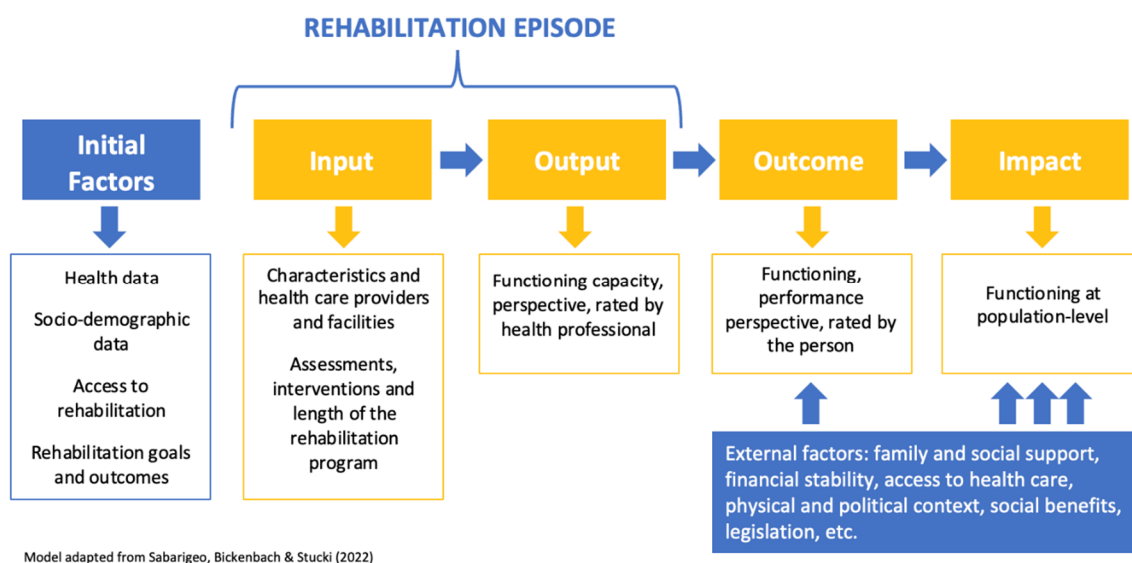 REHABILITATION EPISODE
Initial
Factors
Input
Output
Outcome
Impact
Health data
Socio-demographic
data
Access to
rehabilitation
Rehabilitation goals
and outcomes
Characteristics and
health care providers
and facilities
Assessments,
interventions and
length of the
rehabilitation
program
Functioning capacity,
perspective, rated by
health professional
Functioning,
performance
perspective, rated by
the person
Functioning at
population-level
External factors: family and social support,
financial stability, access to health care,
physical and political context, social benefits,
legislation, etc.
Model adapted from Sabarigeo, Bickenbach & Stucki (2022)